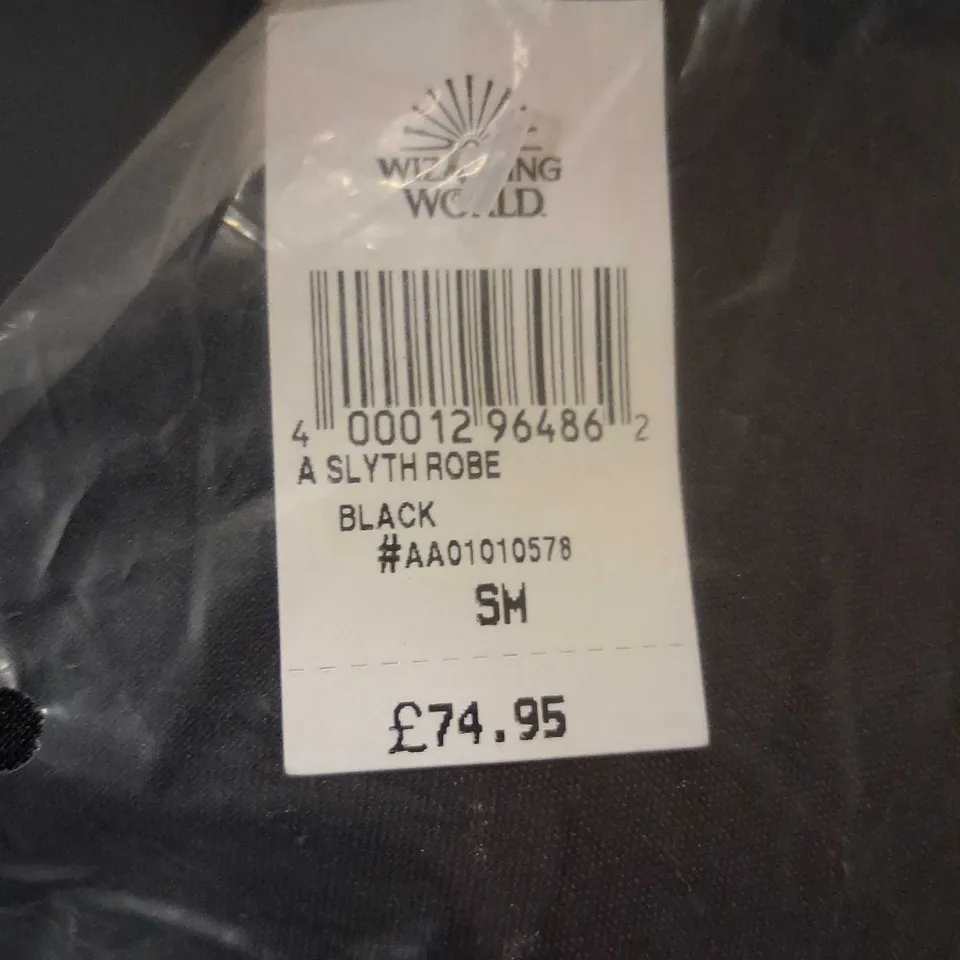 WIZARDING
WORLD.
4 00012 96486 2
A SLYTH ROBE
BLACK
#AA01010578
SM
£74.95